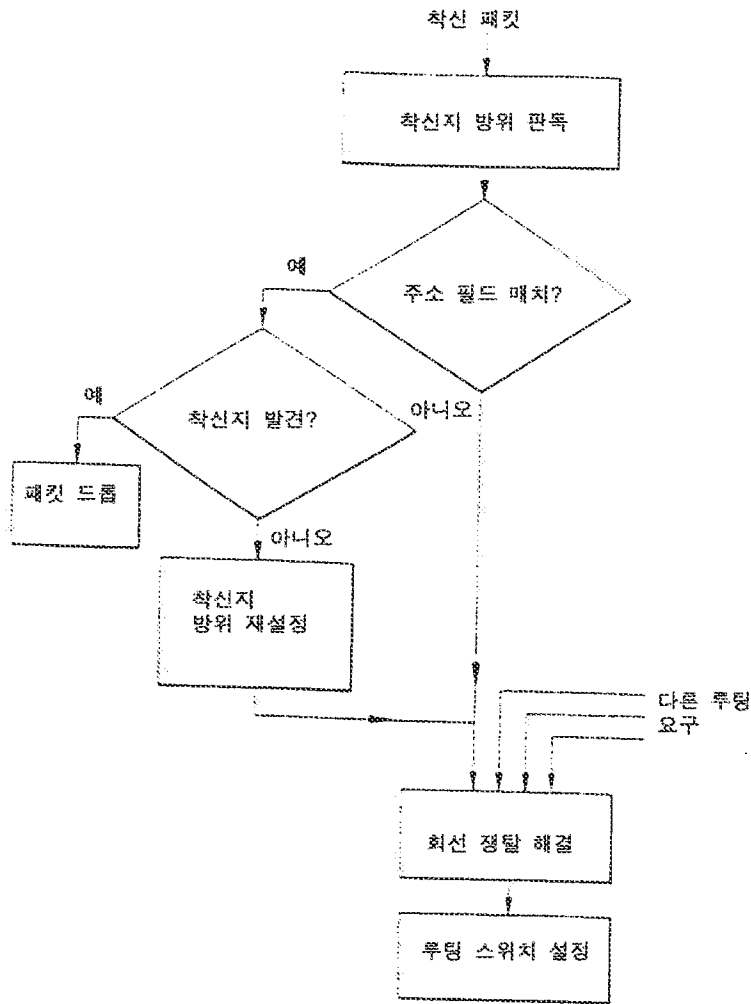 착신 패킷
착신지 방위 판독
예
주소 필드 매치?
예
착신지 발견?
아니오
패킷 드롭
아니오
착신지
방위 재설정
다른 루팅
요구
회선 쟁탈 해결
루팅 스위치 설정